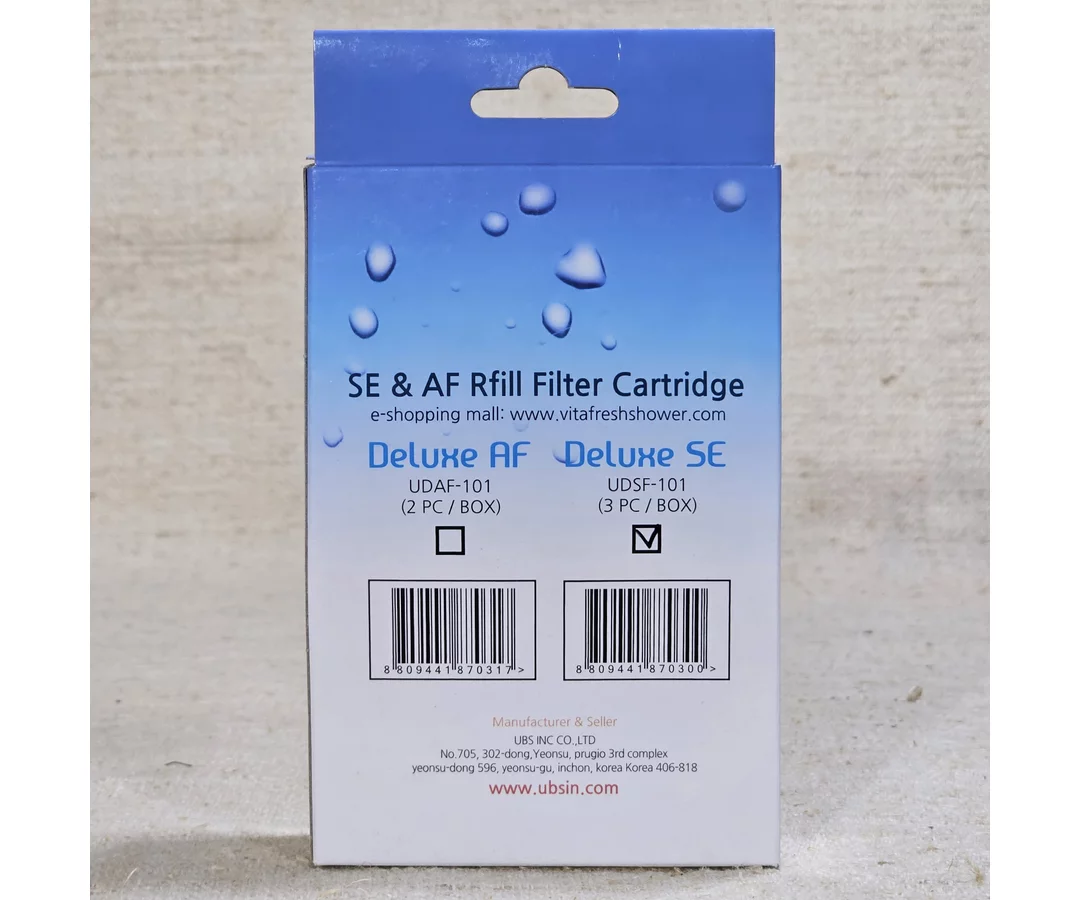 SE & AF Rfill Filter Cartridge
e-shopping mall: www.vitafreshshower.com
Deluxe AF Deluxe SE
UDAF-101 UDSF-101
(2 PC / BOX) (3 PC / BOX)
8 809441 870317 > 8 809441 870300 >
Manufacturer & Seller
UBS INC CO.,LTD
No.705, 302-dong,Yeonsu, prugio 3rd complex
yeonsu-dong 596, yeonsu-gu, inchon, korea Korea 406-818
www.ubsin.com